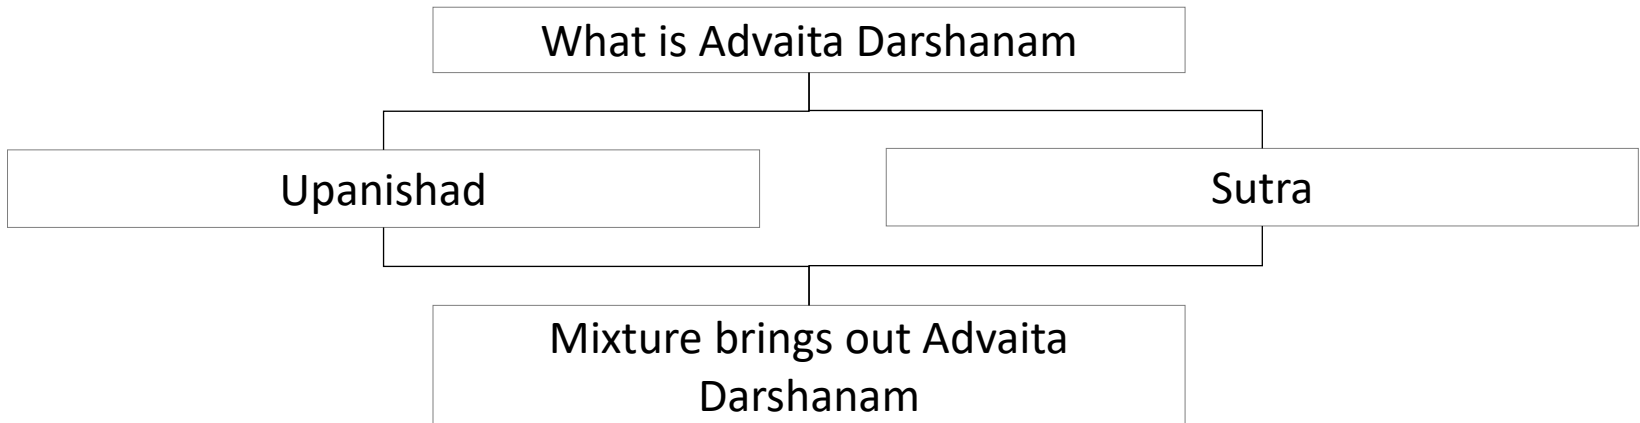 What is Advaita Darshanam
Upanishad
Sutra
Mixture brings out Advaita
Darshanam